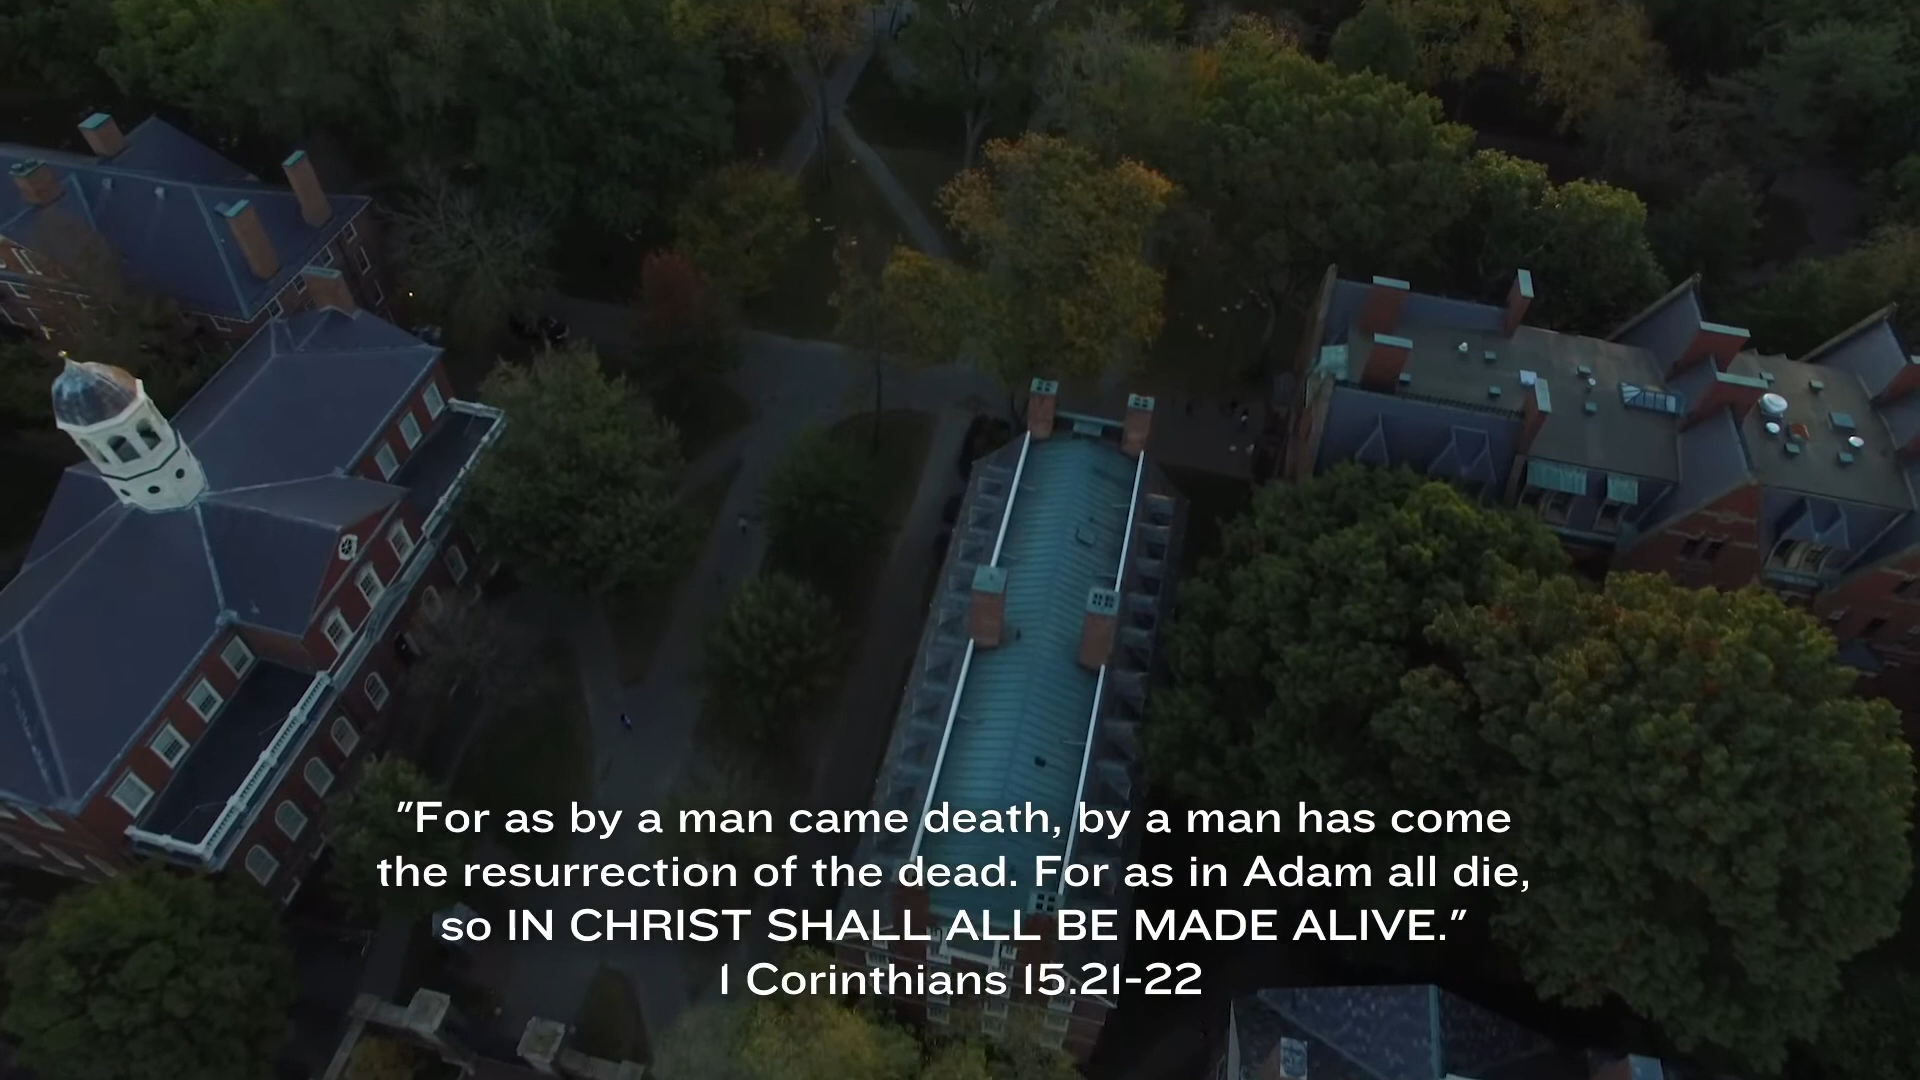 "For as by a man came death, by a man has come
the resurrection of the dead. For as in Adam all die,
so IN CHRIST SHALL ALL BE MADE ALIVE."
1 Corinthians 15.21-22